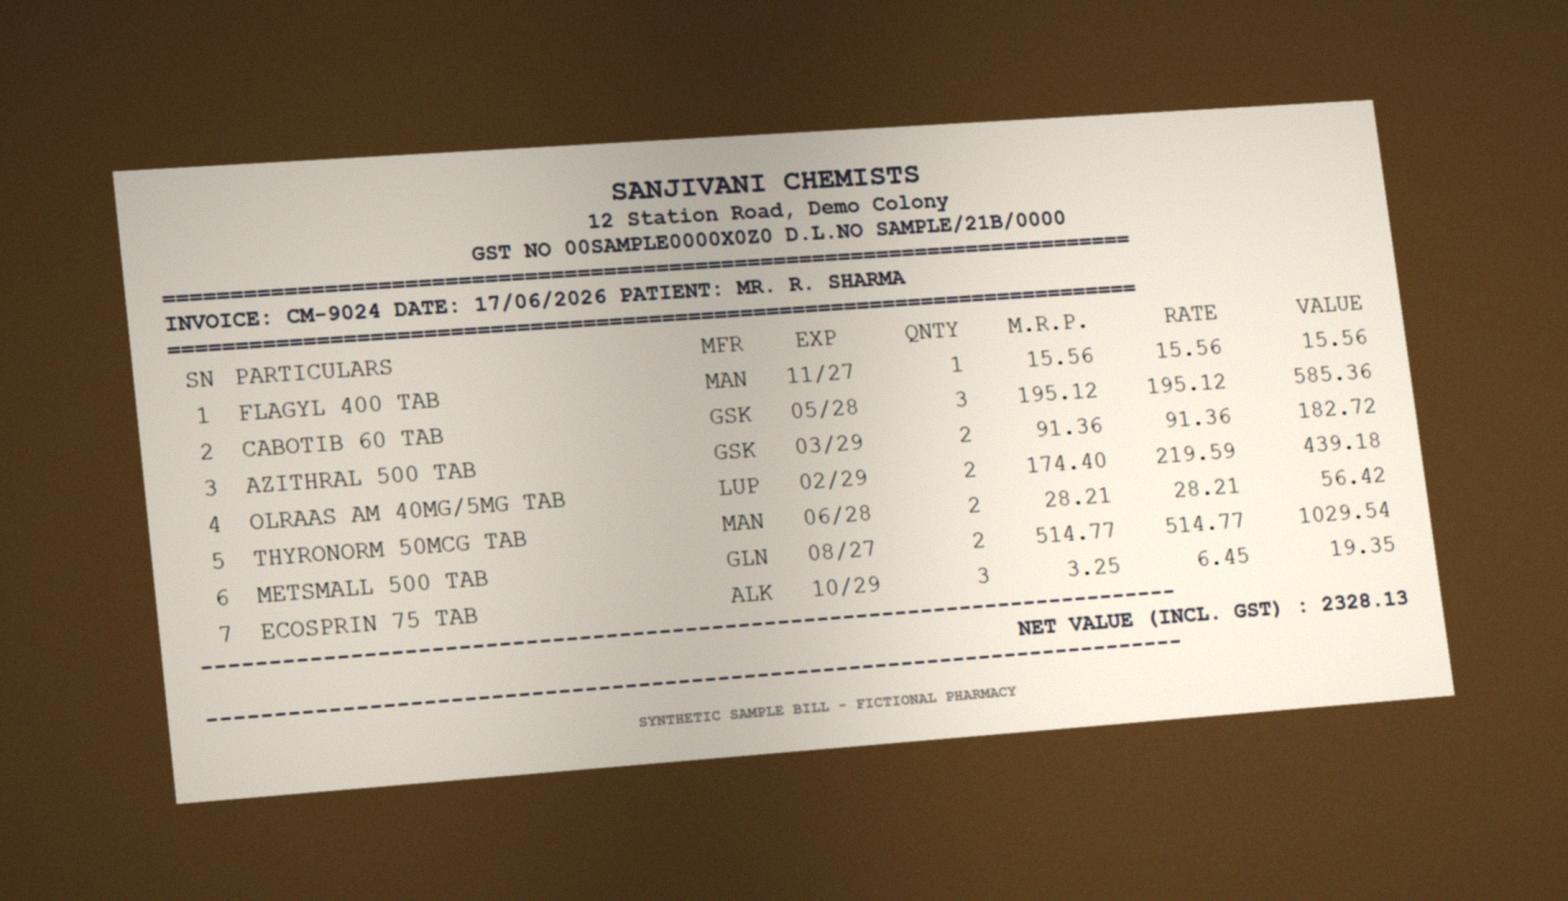 SANJIVANI CHEMISTS
12 Station Road, Demo Colony
GST NO 00SAMPLE0000X0Z0 D.L.NO SAMPLE/21B/0000
========================================================================
INVOICE: CM-9024 DATE: 17/06/2026 PATIENT: MR. R. SHARMA
========================================================================
SN PARTICULARS MFR EXP QNTY M.R.P. RATE VALUE
1 FLAGYL 400 TAB MAN 11/27 1 15.56 15.56 15.56
2 CABOTIB 60 TAB GSK 05/28 3 195.12 195.12 585.36
3 AZITHRAL 500 TAB GSK 03/29 2 91.36 91.36 182.72
4 OLRAAS AM 40MG/5MG TAB LUP 02/29 2 174.40 219.59 439.18
5 THYRONORM 50MCG TAB MAN 06/28 2 28.21 28.21 56.42
6 METSMALL 500 TAB GLN 08/27 2 514.77 514.77 1029.54
7 ECOSPRIN 75 TAB ALK 10/29 3 3.25 6.45 19.35
------------------------------------------------------------------------
NET VALUE (INCL. GST) : 2328.13
------------------------------------------------------------------------
SYNTHETIC SAMPLE BILL - FICTIONAL PHARMACY